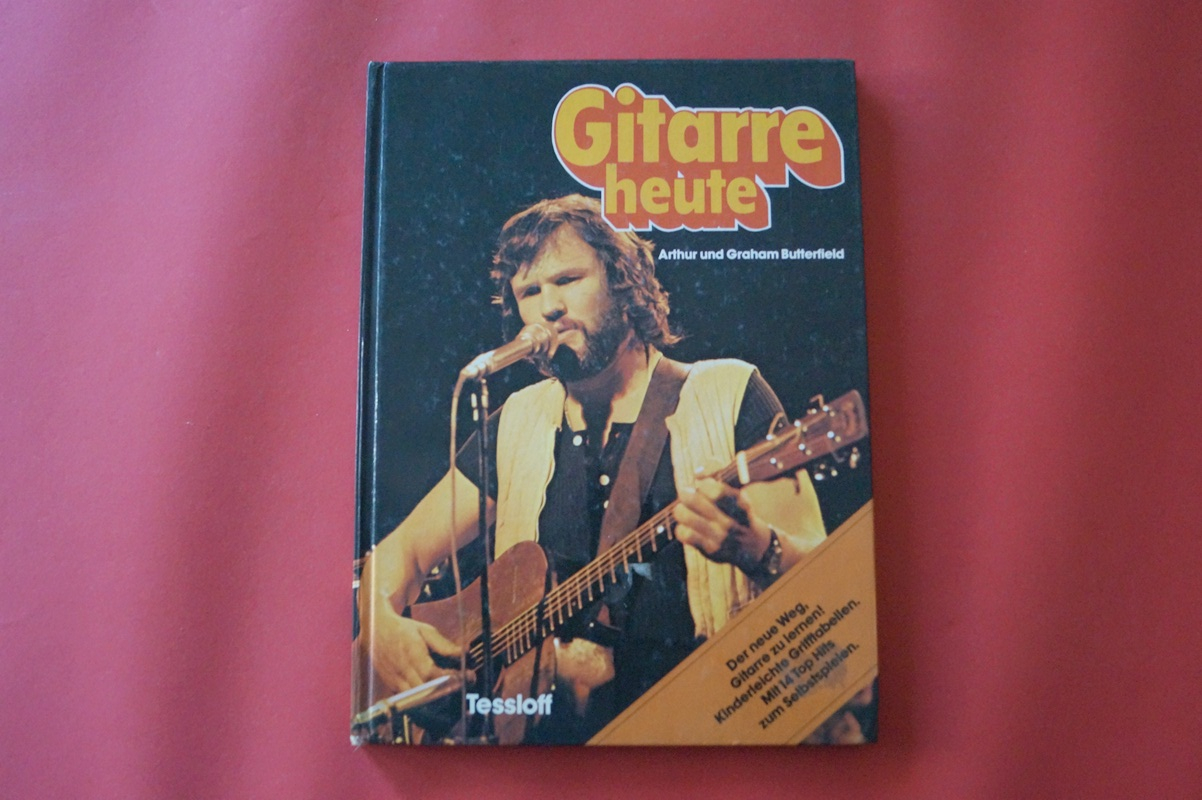 Gitarre
heute
Arthur und Graham Butterfield
Der neue Weg,
Gitarre zu lernen!
Kinderleichte Grifftabellen.
Mit 14 Top Hits
zum Selbstspielen.
Tessloff